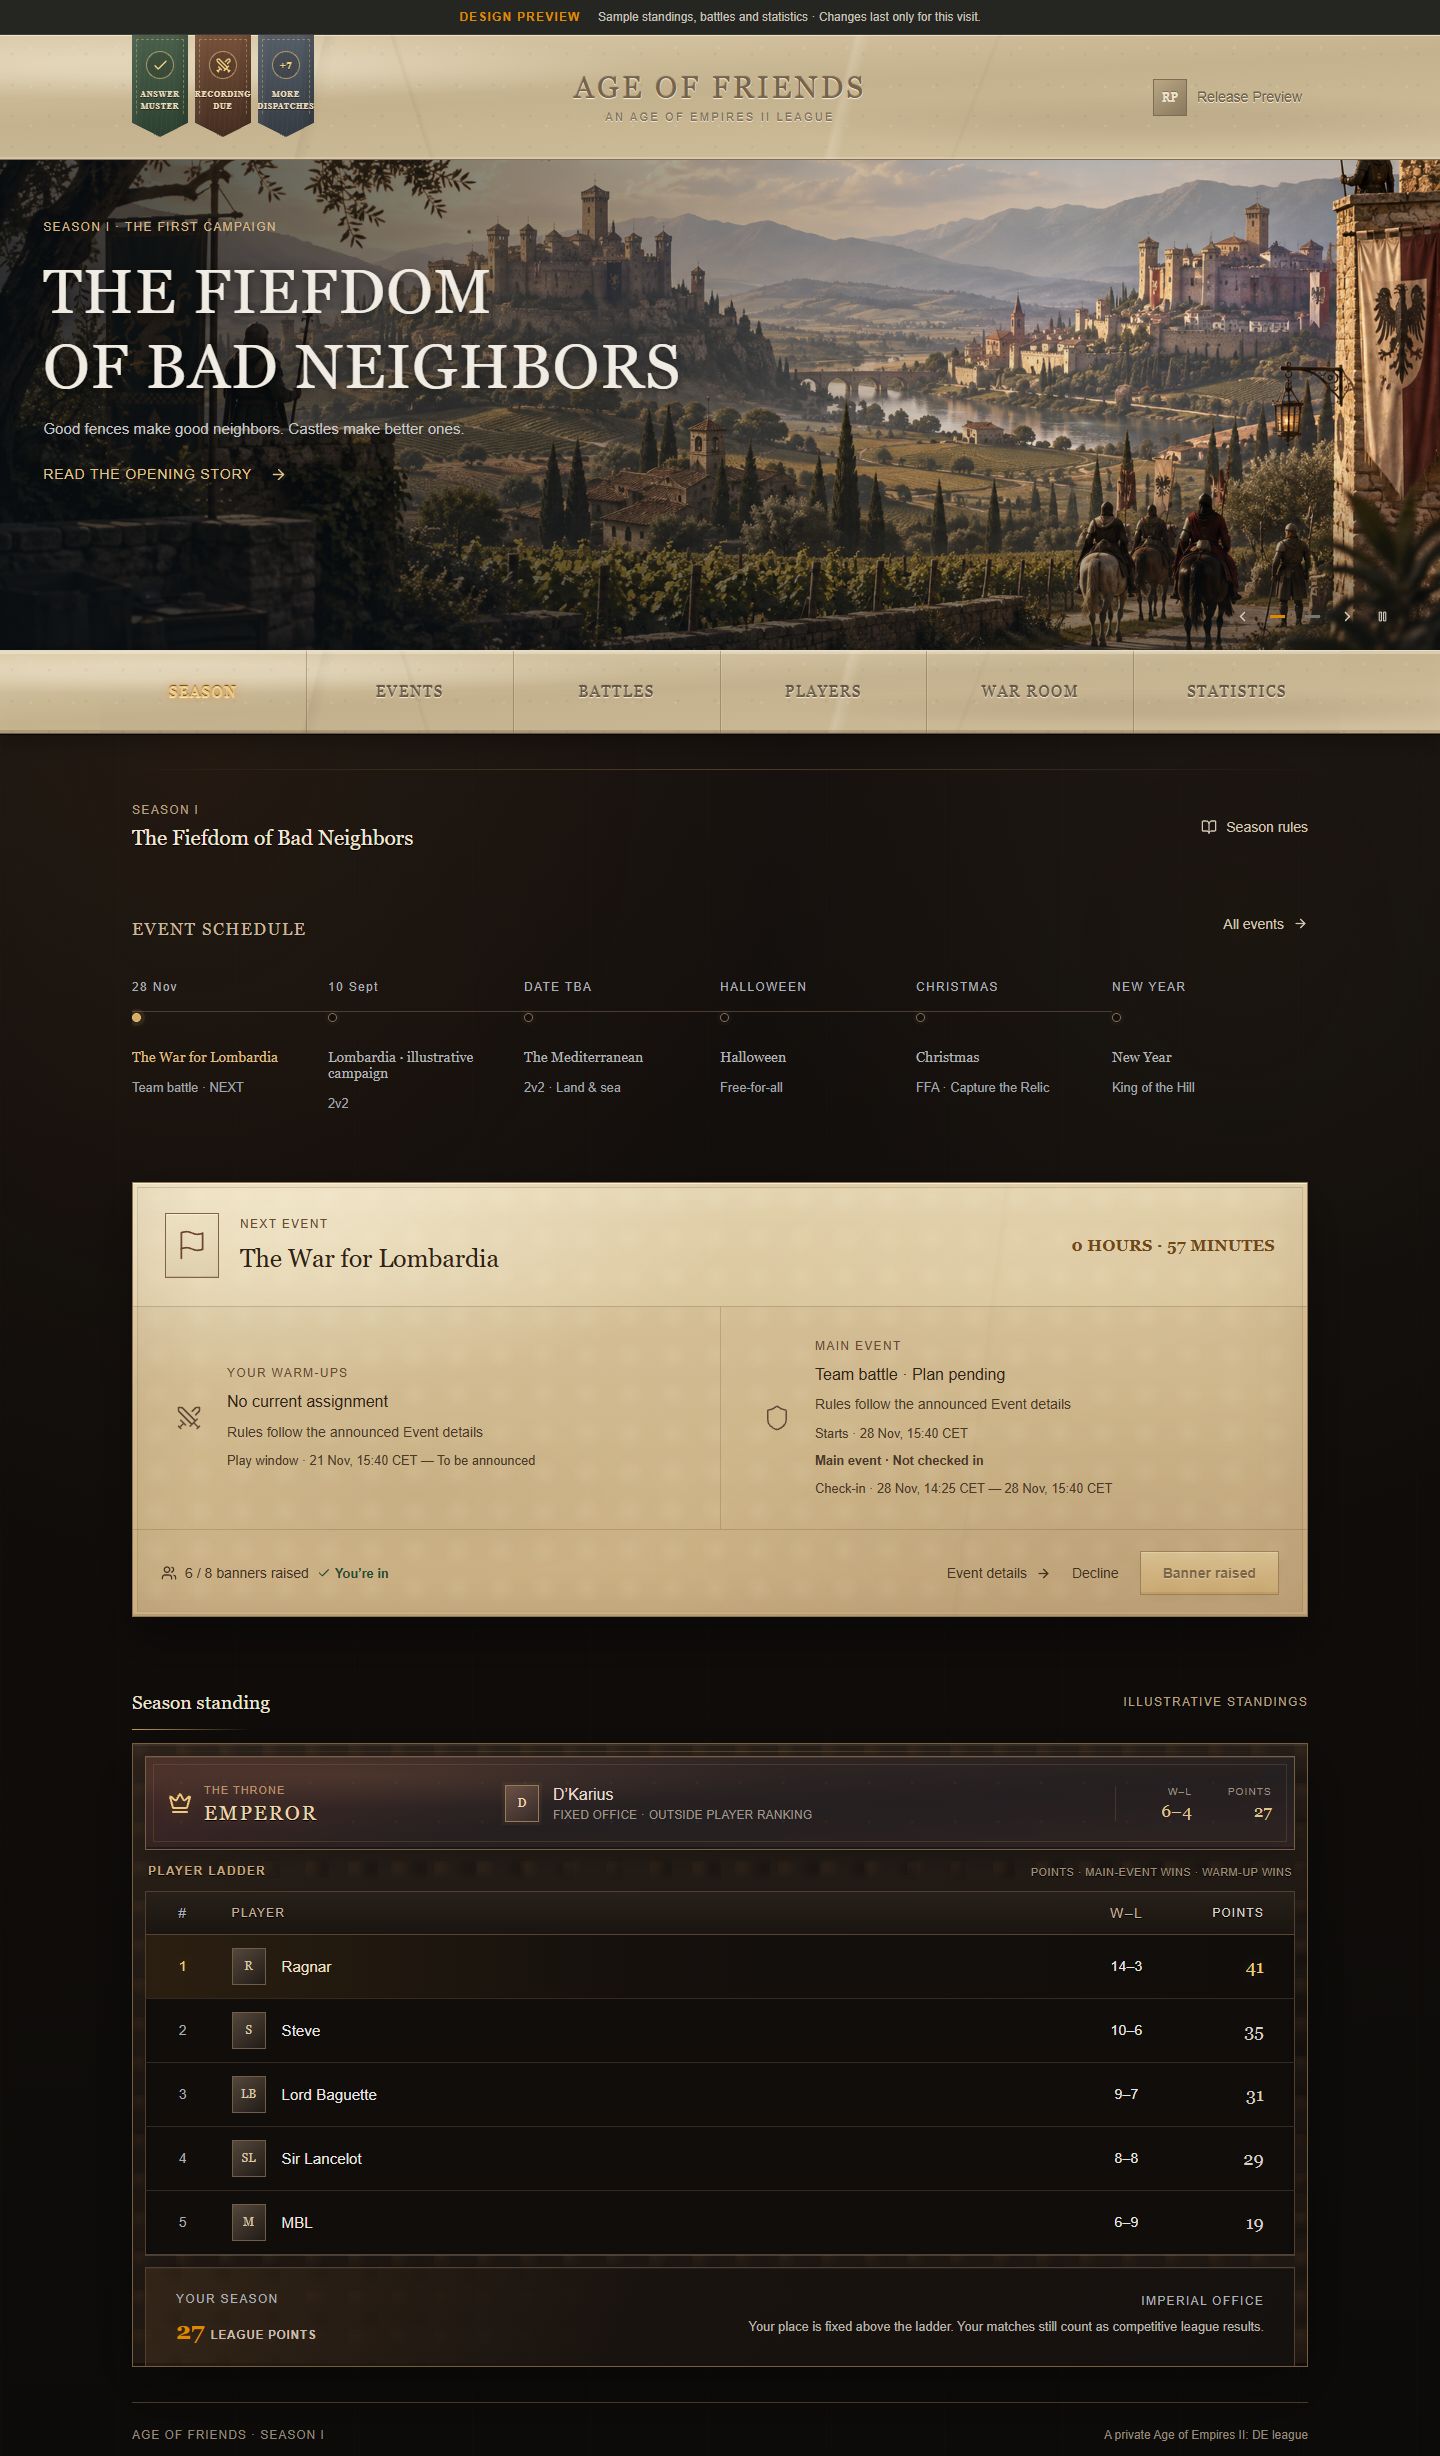 DESIGN PREVIEW Sample standings, battles and statistics · Changes last only for this visit.
ANSWER MUSTER
RECORDING DUE
+7 MORE DISPATCHES
AGE OF FRIENDS
AN AGE OF EMPIRES II LEAGUE
RP Release Preview
SEASON I · THE FIRST CAMPAIGN
THE FIEFDOM
OF BAD NEIGHBORS
Good fences make good neighbors. Castles make better ones.
READ THE OPENING STORY
SEASON EVENTS BATTLES PLAYERS WAR ROOM STATISTICS
SEASON I
The Fiefdom of Bad Neighbors
Season rules
EVENT SCHEDULE
All events
28 Nov 10 Sept DATE TBA HALLOWEEN CHRISTMAS NEW YEAR
The War for Lombardia
Team battle · NEXT
Lombardia · illustrative
campaign
2v2
The Mediterranean
2v2 · Land & sea
Halloween
Free-for-all
Christmas
FFA · Capture the Relic
New Year
King of the Hill
NEXT EVENT
The War for Lombardia
0 HOURS · 57 MINUTES
YOUR WARM-UPS
No current assignment
Rules follow the announced Event details
Play window · 21 Nov, 15:40 CET — To be announced
MAIN EVENT
Team battle · Plan pending
Rules follow the announced Event details
Starts · 28 Nov, 15:40 CET
Main event · Not checked in
Check-in · 28 Nov, 14:25 CET — 28 Nov, 15:40 CET
6 / 8 banners raised You're in
Event details Decline Banner raised
Season standing
ILLUSTRATIVE STANDINGS
THE THRONE
EMPEROR
D D'Karius
FIXED OFFICE · OUTSIDE PLAYER RANKING
W–L POINTS
6–4 27
PLAYER LADDER
POINTS · MAIN-EVENT WINS · WARM-UP WINS
# PLAYER W–L POINTS
1 R Ragnar 14–3 41
2 S Steve 10–6 35
3 LB Lord Baguette 9–7 31
4 SL Sir Lancelot 8–8 29
5 M MBL 6–9 19
YOUR SEASON
27 LEAGUE POINTS
IMPERIAL OFFICE
Your place is fixed above the ladder. Your matches still count as competitive league results.
AGE OF FRIENDS · SEASON I
A private Age of Empires II: DE league